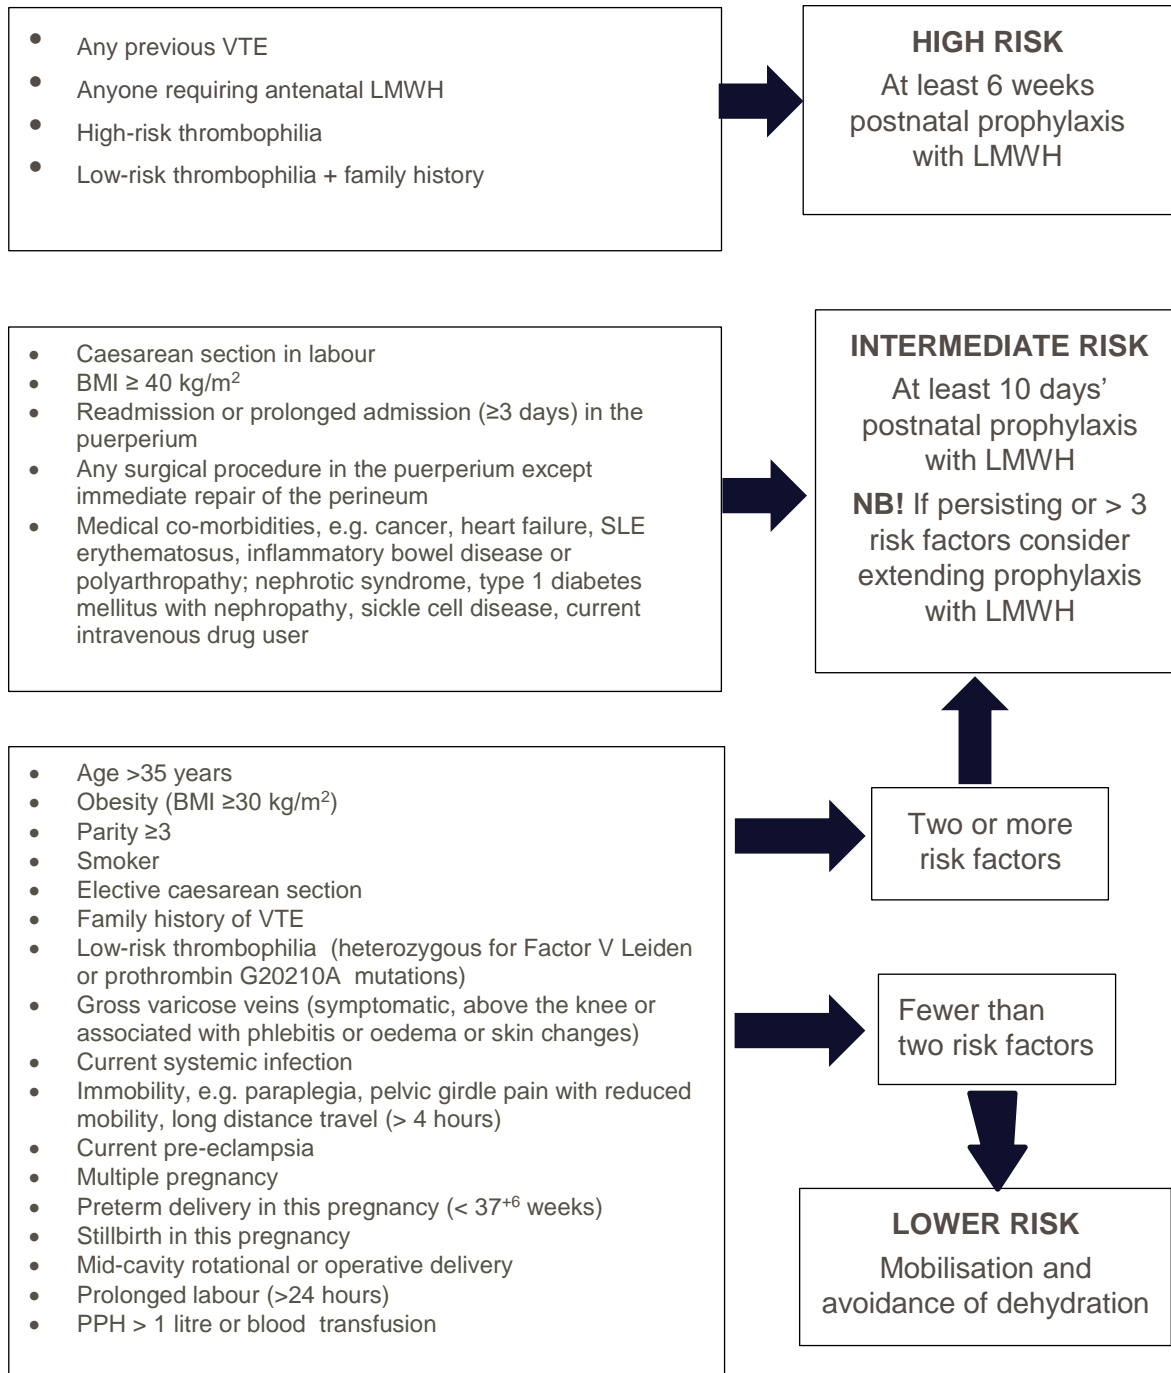 • Any previous VTE
• Anyone requiring antenatal LMWH
• High-risk thrombophilia
• Low-risk thrombophilia + family history
HIGH RISK
At least 6 weeks
postnatal prophylaxis
with LMWH
• Caesarean section in labour
• BMI ≥ 40 kg/m²
• Readmission or prolonged admission (≥3 days) in the
puerperium
• Any surgical procedure in the puerperium except
immediate repair of the perineum
• Medical co-morbidities, e.g. cancer, heart failure, SLE
erythematosus, inflammatory bowel disease or
polyarthropathy; nephrotic syndrome, type 1 diabetes
mellitus with nephropathy, sickle cell disease, current
intravenous drug user
INTERMEDIATE RISK
At least 10 days’
postnatal prophylaxis
with LMWH
NB! If persisting or > 3
risk factors consider
extending prophylaxis
with LMWH
• Age >35 years
• Obesity (BMI ≥30 kg/m²)
• Parity ≥3
• Smoker
• Elective caesarean section
• Family history of VTE
• Low-risk thrombophilia (heterozygous for Factor V Leiden
or prothrombin G20210A mutations)
• Gross varicose veins (symptomatic, above the knee or
associated with phlebitis or oedema or skin changes)
• Current systemic infection
• Immobility, e.g. paraplegia, pelvic girdle pain with reduced
mobility, long distance travel (> 4 hours)
• Current pre-eclampsia
• Multiple pregnancy
• Preterm delivery in this pregnancy (< 37⁺⁶ weeks)
• Stillbirth in this pregnancy
• Mid-cavity rotational or operative delivery
• Prolonged labour (>24 hours)
• PPH > 1 litre or blood transfusion
Two or more
risk factors
Fewer than
two risk factors
LOWER RISK
Mobilisation and
avoidance of dehydration